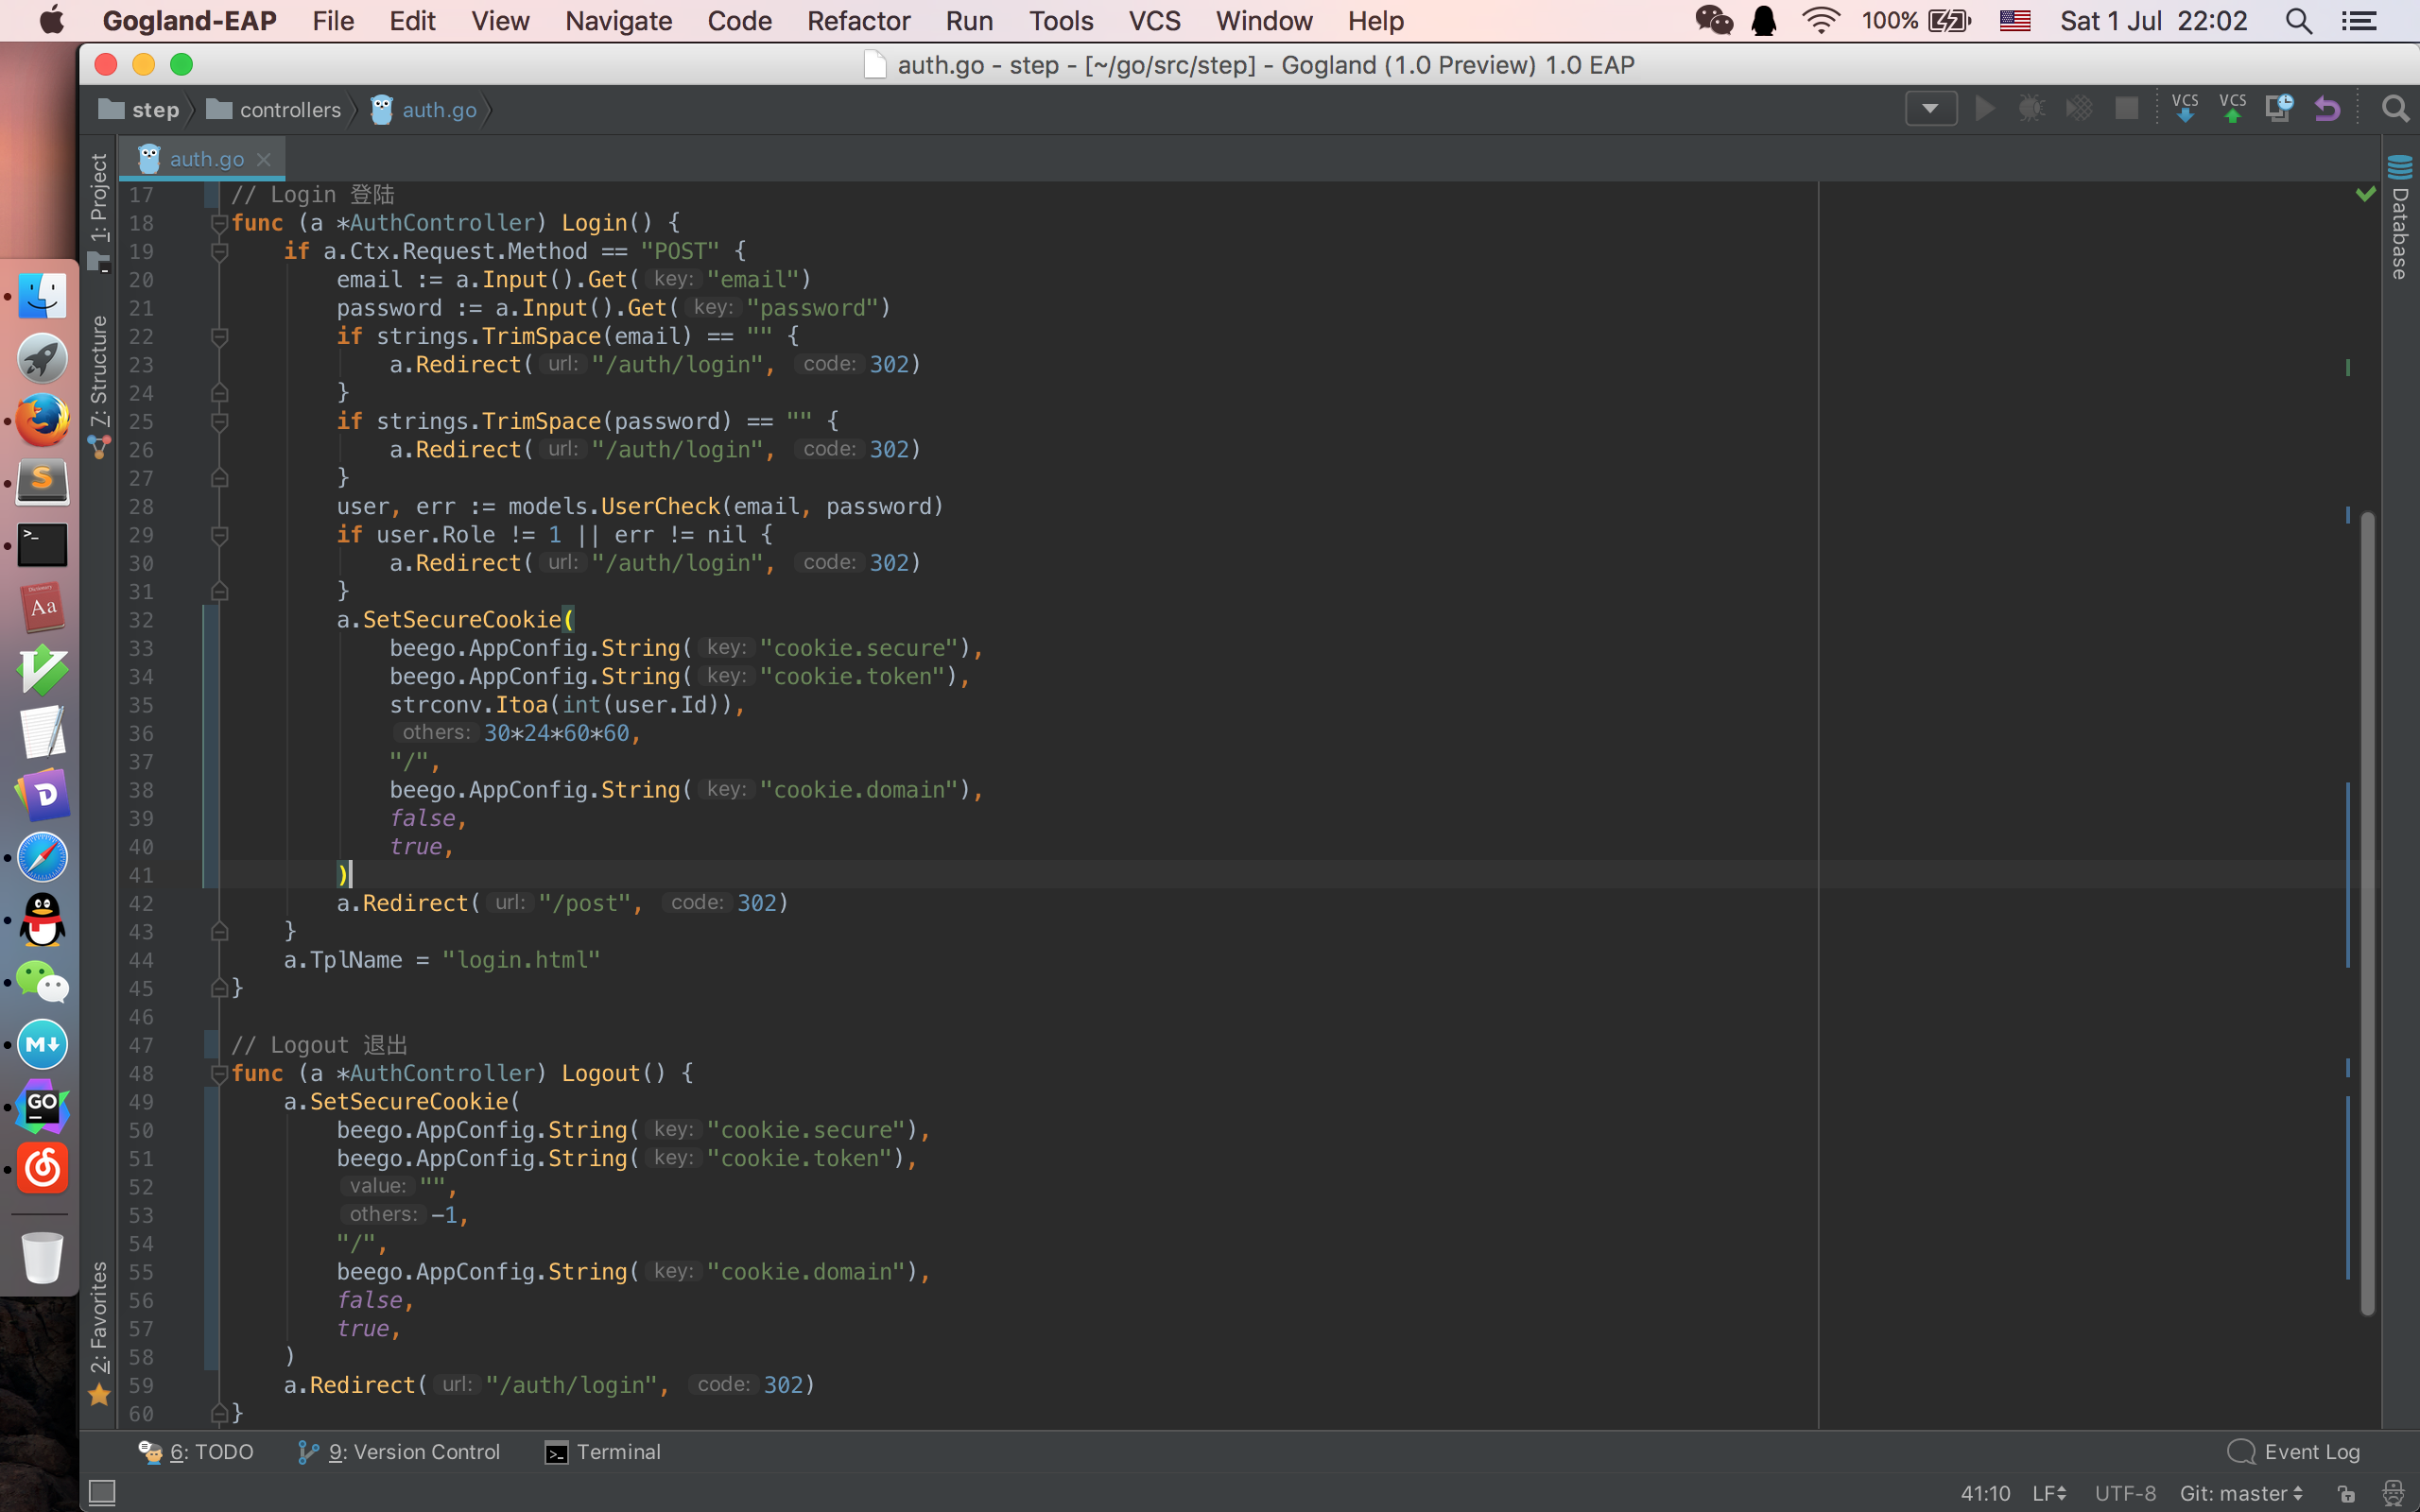 Gogland-EAP File Edit View Navigate Code Refactor Run Tools VCS Window Help 100% Sat 1 Jul 22:02
auth.go - step - [~/go/src/step] - Gogland (1.0 Preview) 1.0 EAP
step controllers auth.go VCS VCS
auth.go
1: Project
7: Structure
2: Favorites
Database
17 // Login 登陆
18 func (a *AuthController) Login() {
19 if a.Ctx.Request.Method == "POST" {
20 email := a.Input().Get( key: "email")
21 password := a.Input().Get( key: "password")
22 if strings.TrimSpace(email) == "" {
23 a.Redirect( url: "/auth/login", code: 302)
24 }
25 if strings.TrimSpace(password) == "" {
26 a.Redirect( url: "/auth/login", code: 302)
27 }
28 user, err := models.UserCheck(email, password)
29 if user.Role != 1 || err != nil {
30 a.Redirect( url: "/auth/login", code: 302)
31 }
32 a.SetSecureCookie(
33 beego.AppConfig.String( key: "cookie.secure"),
34 beego.AppConfig.String( key: "cookie.token"),
35 strconv.Itoa(int(user.Id)),
36 others: 30*24*60*60,
37 "/",
38 beego.AppConfig.String( key: "cookie.domain"),
39 false,
40 true,
41 )
42 a.Redirect( url: "/post", code: 302)
43 }
44 a.TplName = "login.html"
45 }
46
47 // Logout 退出
48 func (a *AuthController) Logout() {
49 a.SetSecureCookie(
50 beego.AppConfig.String( key: "cookie.secure"),
51 beego.AppConfig.String( key: "cookie.token"),
52 value: "",
53 others: -1,
54 "/",
55 beego.AppConfig.String( key: "cookie.domain"),
56 false,
57 true,
58 )
59 a.Redirect( url: "/auth/login", code: 302)
60 }
6: TODO 9: Version Control Terminal Event Log
41:10 LF UTF-8 Git: master